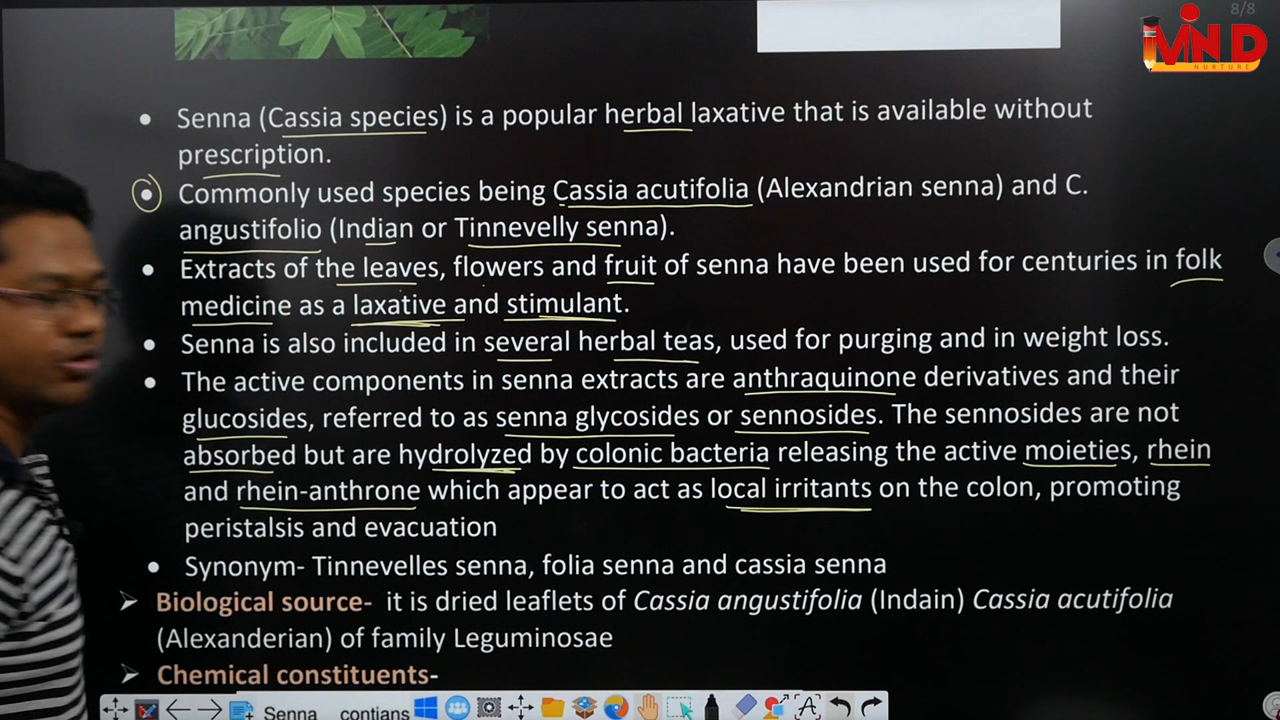 8/8
MIND
NURTURE
Senna (Cassia species) is a popular herbal laxative that is available without
prescription.
Commonly used species being Cassia acutifolia (Alexandrian senna) and C.
angustifolio (Indian or Tinnevelly senna).
Extracts of the leaves, flowers and fruit of senna have been used for centuries in folk
medicine as a laxative and stimulant.
Senna is also included in several herbal teas, used for purging and in weight loss.
The active components in senna extracts are anthraquinone derivatives and their
glucosides, referred to as senna glycosides or sennosides. The sennosides are not
absorbed but are hydrolyzed by colonic bacteria releasing the active moieties, rhein
and rhein-anthrone which appear to act as local irritants on the colon, promoting
peristalsis and evacuation
Synonym- Tinnevelles senna, folia senna and cassia senna
Biological source- it is dried leaflets of Cassia angustifolia (Indain) Cassia acutifolia
(Alexanderian) of family Leguminosae
Chemical constituents-
Senna contians